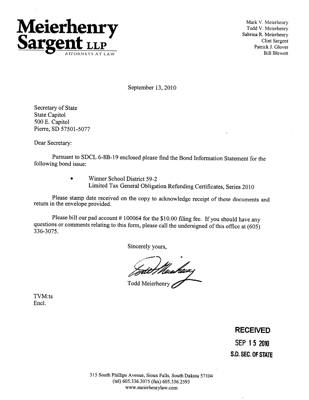 Meierhenry
Sargent LLP
ATTORNEYS AT LAW
Mark V. Meierhenry
Todd V. Meierhenry
Sabrina R. Meierhenry
Clint Sargent
Patrick J. Glover
Bill Blewett
September 13, 2010
Secretary of State
State Capitol
500 E. Capitol
Pierre, SD 57501-5077
Dear Secretary:
Pursuant to SDCL 6-8B-19 enclosed please find the Bond Information Statement for the
following bond issue:
• Winner School District 59-2
Limited Tax General Obligation Refunding Certificates, Series 2010
Please stamp date received on the copy to acknowledge receipt of these documents and
return in the envelope provided.
Please bill our pad account # 100064 for the $10.00 filing fee. If you should have any
questions or comments relating to this form, please call the undersigned of this office at (605)
336-3075.
Sincerely yours,
Todd Meierhenry
Todd Meierhenry
TVM:ts
Encl.
RECEIVED
SEP 15 2010
S.D. SEC. OF STATE
315 South Phillips Avenue, Sioux Falls, South Dakota 57104
(tel) 605.336.3075 (fax) 605.336.2593
www.meierhenrylaw.com